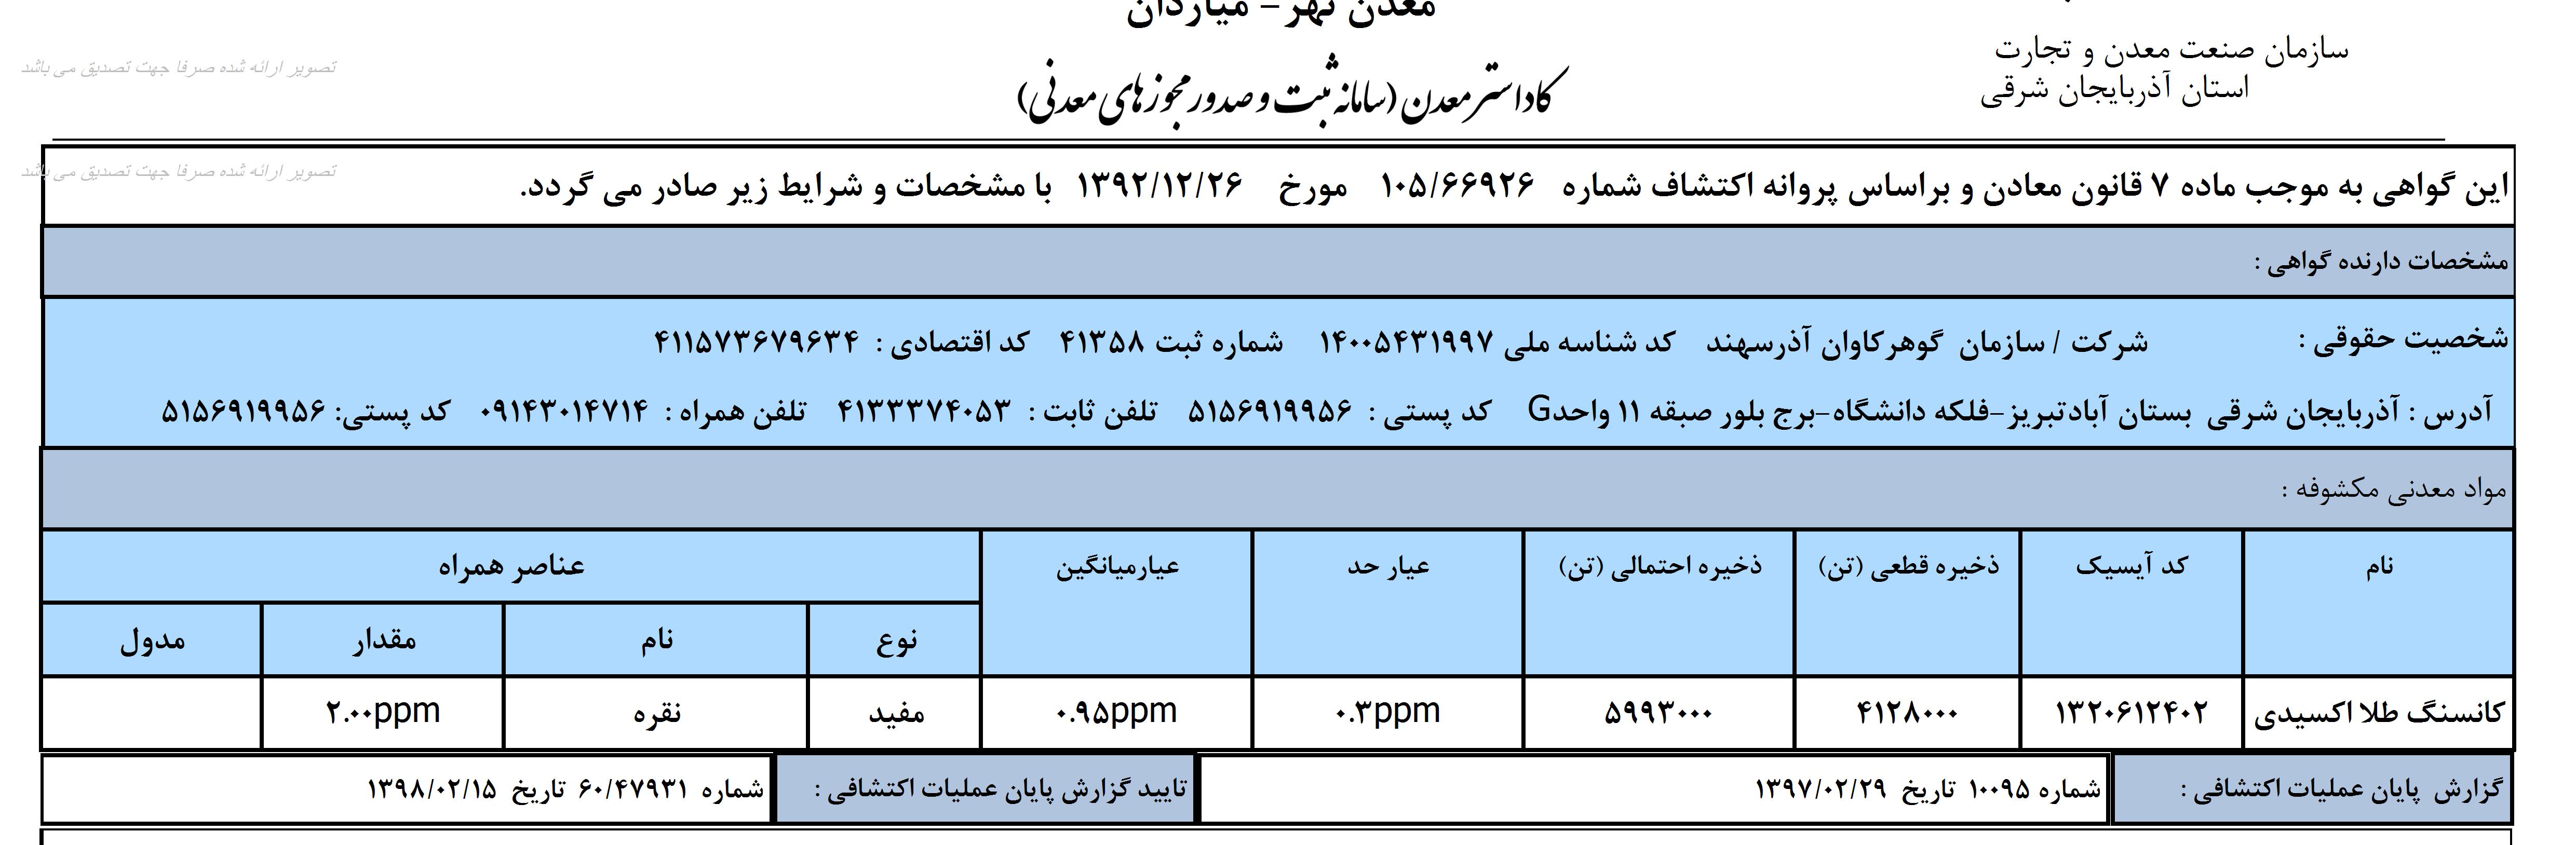 معدن نهر - میاردان
سازمان صنعت معدن و تجارت
استان آذربایجان شرقی
تصویر ارائه شده صرفا جهت تصدیق می باشد
کاداستر معدن (سامانه ثبت و صدور مجوزهای معدنی)
تصویر ارائه شده صرفا جهت تصدیق می باشد
این گواهی به موجب ماده ۷ قانون معادن و براساس پروانه اکتشاف شماره ۱۰۵/۶۶۹۲۶ مورخ ۱۳۹۲/۱۲/۲۶ با مشخصات و شرایط زیر صادر می گردد.
مشخصات دارنده گواهی :
شخصیت حقوقی : شرکت / سازمان گوهرکاوان آذرسهند کد شناسه ملی ۱۴۰۰۵۴۳۱۹۹۷ شماره ثبت ۴۱۳۵۸ کد اقتصادی : ۴۱۱۵۷۳۶۷۹۶۳۴
آدرس : آذربایجان شرقی بستان آبادتبریز-فلکه دانشگاه-برج بلور صبقه ۱۱ واحدG کد پستی : ۵۱۵۶۹۱۹۹۵۶ تلفن ثابت : ۴۱۳۳۳۷۴۰۵۳ تلفن همراه : ۰۹۱۴۳۰۱۴۷۱۴ کد پستی: ۵۱۵۶۹۱۹۹۵۶
مواد معدنی مکشوفه :
نام کد آیسیک ذخیره قطعی (تن) ذخیره احتمالی (تن) عیار حد عیارمیانگین عناصر همراه
نوع نام مقدار مدول
کانسنگ طلا اکسیدی ۱۳۲۰۶۱۲۴۰۲ ۴۱۲۸۰۰۰ ۵۹۹۳۰۰۰ ۰.۳ppm ۰.۹۵ppm مفید نقره ۲.۰۰ppm
گزارش پایان عملیات اکتشافی : شماره ۱۰۰۹۵ تاریخ ۱۳۹۷/۰۲/۲۹ تایید گزارش پایان عملیات اکتشافی : شماره ۶۰/۴۷۹۳۱ تاریخ ۱۳۹۸/۰۲/۱۵